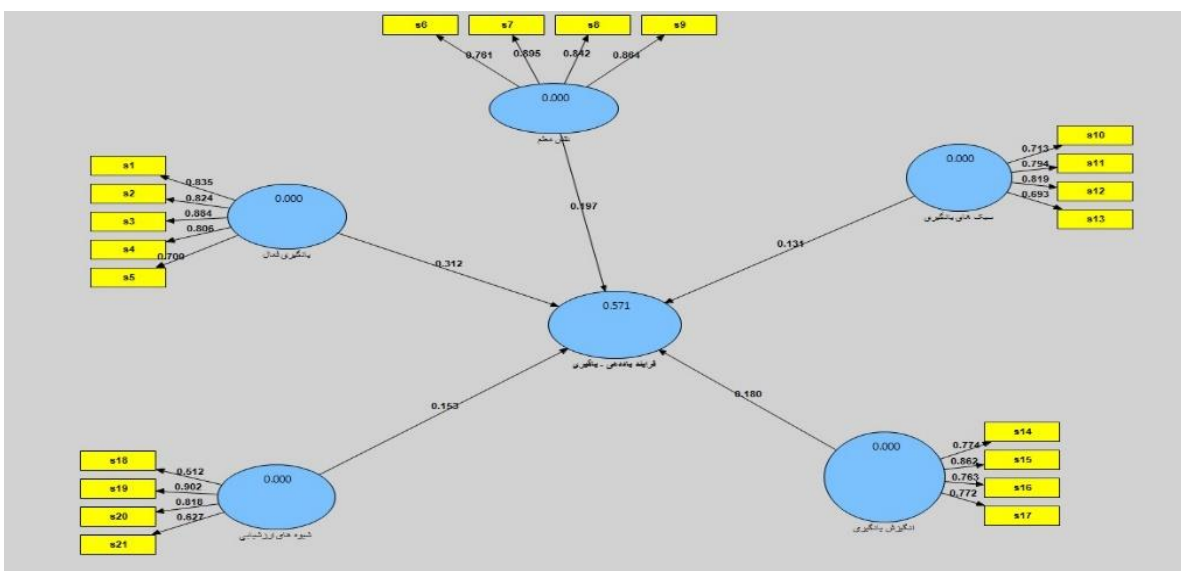 s6
s7
s8
s9
0.761
0.895
0.842
0.864
0.000
نقش معلم
s1
s2
s3
s4
s5
0.835
0.824
0.884
0.806
0.700
0.000
یادگیری فعال
s10
s11
s12
s13
0.713
0.794
0.819
0.693
0.000
سبک های یادگیری
0.197
0.131
0.312
0.571
فرایند یاددهی - یادگیری
0.153
0.180
s18
s19
s20
s21
0.512
0.902
0.818
0.627
0.000
شیوه های ارزشیابی
s14
s15
s16
s17
0.774
0.862
0.763
0.772
0.000
انگیزش یادگیری